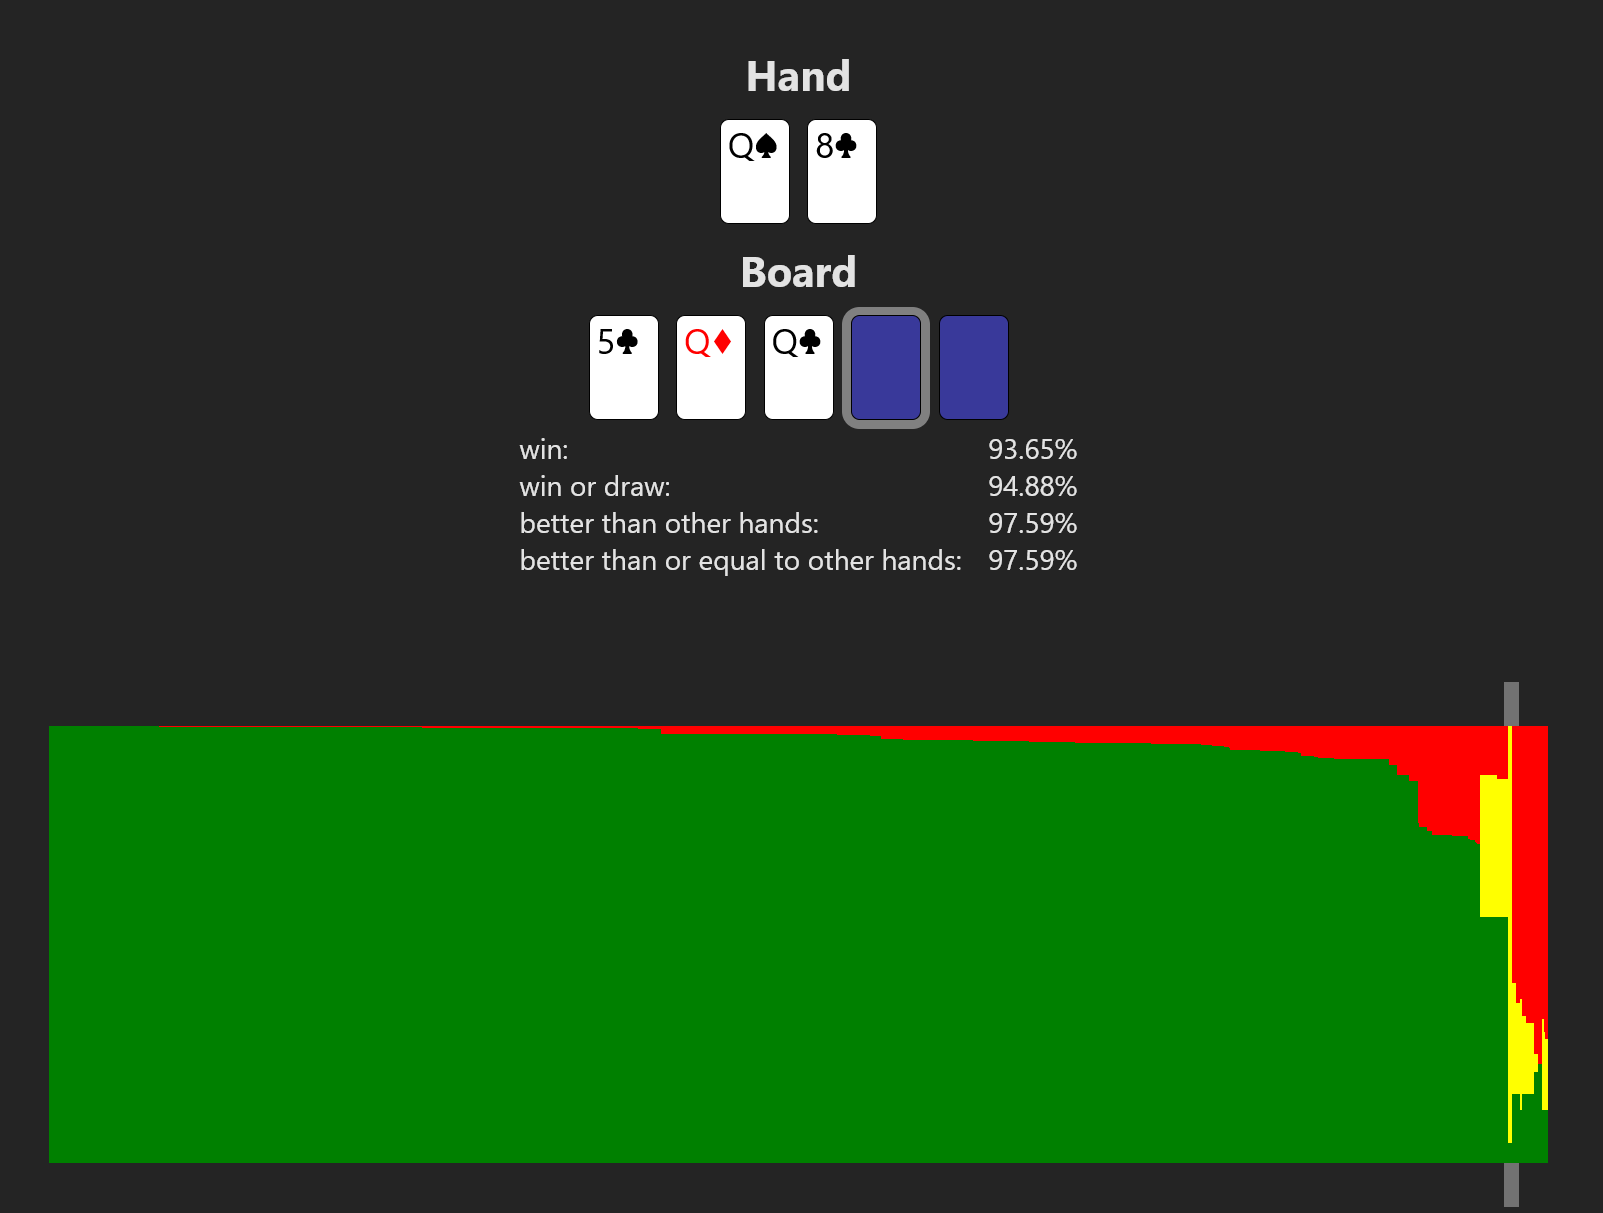 Hand
Q♠ 8♣
Board
5♣ Q♦ Q♣
win: 93.65%
win or draw: 94.88%
better than other hands: 97.59%
better than or equal to other hands: 97.59%